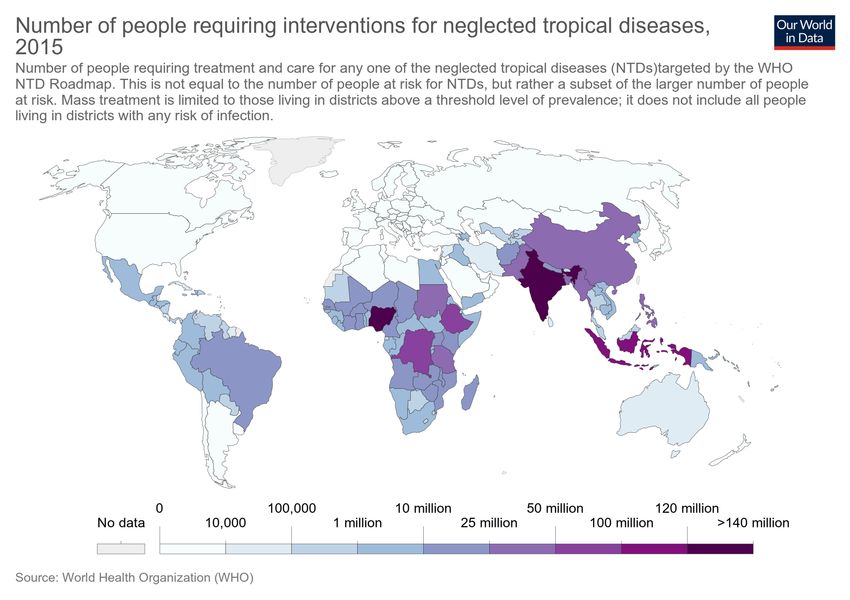 Number of people requiring interventions for neglected tropical diseases,
2015
Our World
in Data
Number of people requiring treatment and care for any one of the neglected tropical diseases (NTDs)targeted by the WHO
NTD Roadmap. This is not equal to the number of people at risk for NTDs, but rather a subset of the larger number of people
at risk. Mass treatment is limited to those living in districts above a threshold level of prevalence; it does not include all people
living in districts with any risk of infection.
0 100,000 10 million 50 million 120 million
No data 10,000 1 million 25 million 100 million >140 million
Source: World Health Organization (WHO)